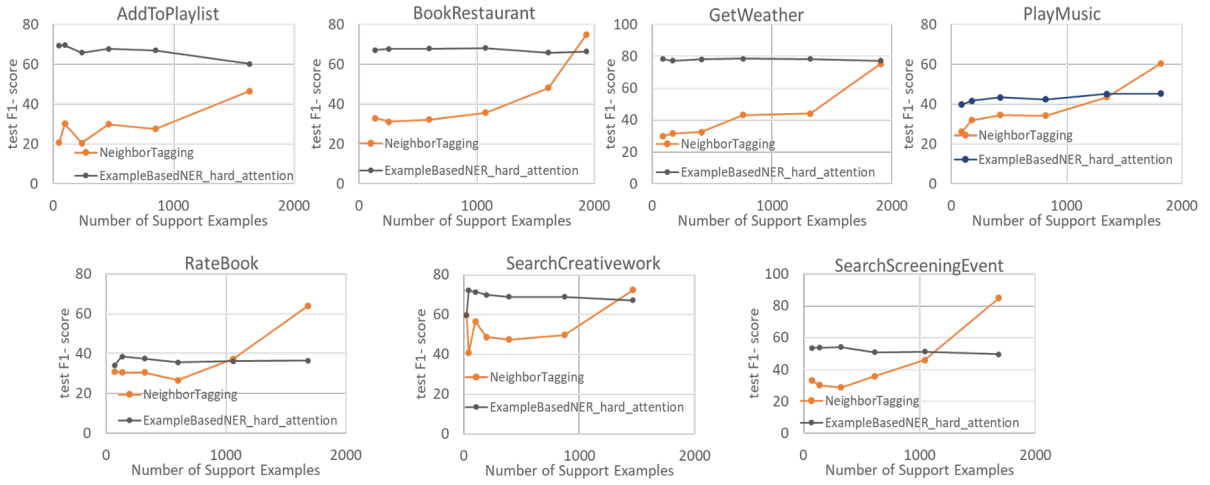 AddToPlaylist
80
60
40
20
0
test F1- score
NeighborTagging
ExampleBasedNER_hard_attention
0
1000
2000
Number of Support Examples
BookRestaurant
80
60
40
20
0
test F1- score
NeighborTagging
ExampleBasedNER_hard_attention
0
1000
2000
Number of Support Examples
GetWeather
100
80
60
40
20
0
test F1- score
NeighborTagging
ExampleBasedNER_hard_attention
0
1000
2000
Number of Support Examples
PlayMusic
80
60
40
20
0
test F1- score
NeighborTagging
ExampleBasedNER_hard_attention
0
1000
2000
Number of Support Examples
RateBook
80
60
40
20
0
test F1- score
NeighborTagging
ExampleBasedNER_hard_attention
0
1000
2000
Number of Support Examples
SearchCreativework
80
60
40
20
0
test F1- score
NeighborTagging
ExampleBasedNER_hard_attention
0
1000
2000
Number of Support Examples
SearchScreeningEvent
100
80
60
40
20
0
test F1- score
NeighborTagging
ExampleBasedNER_hard_attention
0
1000
2000
Number of Support Examples